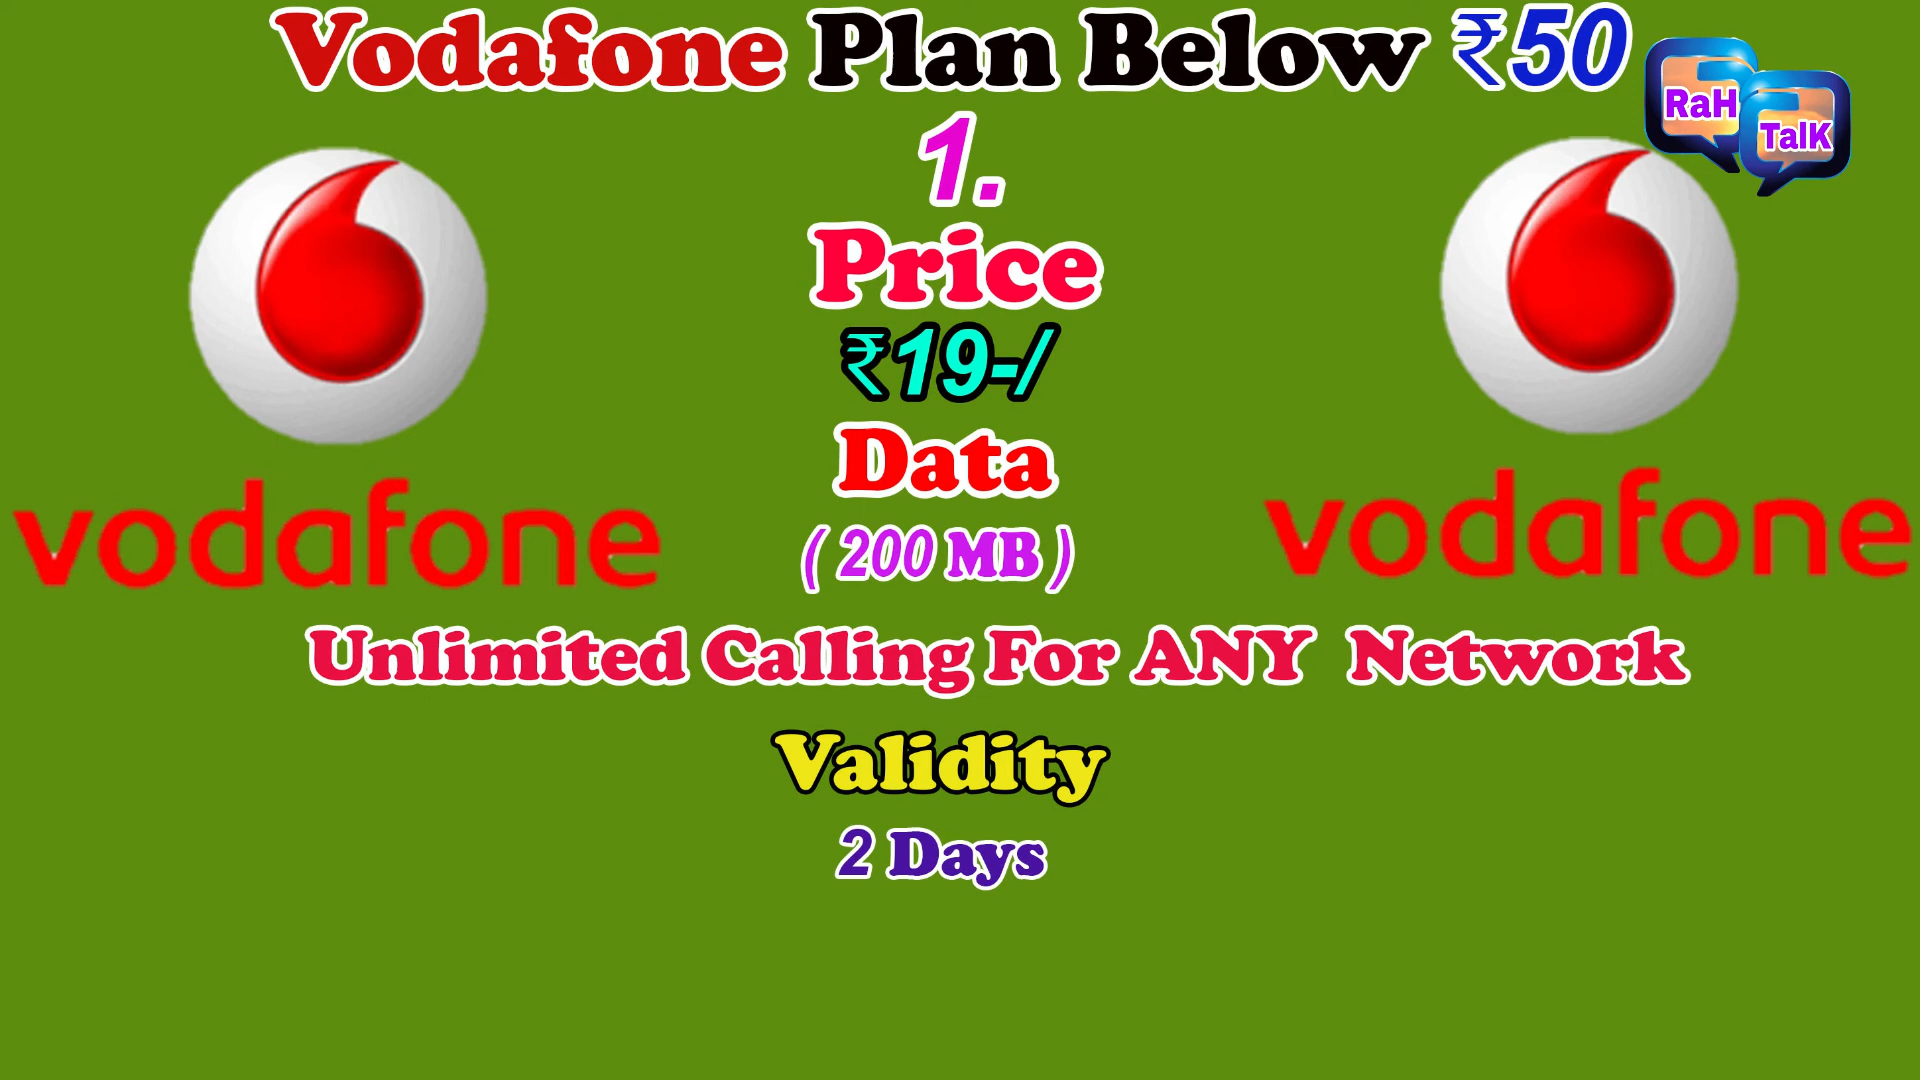 Vodafone Plan Below ₹50
RaH
TalK
1.
Price
₹19-/
Data
( 200 MB )
vodafone
vodafone
Unlimited Calling For ANY Network
Validity
2 Days